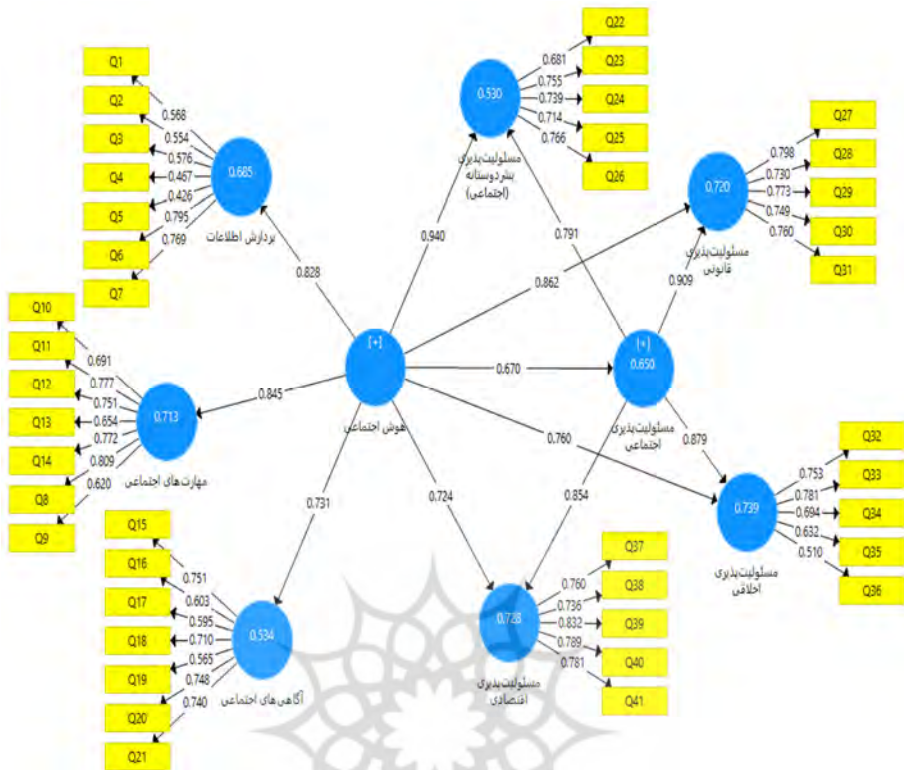 Q1
Q2
Q3
Q4
Q5
Q6
Q7
0.568
0.554
0.576
0.467
0.426
0.795
0.769
0.685
پردازش اطلاعات
0.828
Q22
Q23
Q24
Q25
Q26
0.681
0.755
0.739
0.714
0.766
0.530
مسئولیت‌پذیری
بشردوستانه
(اجتماعی)
0.940
0.791
Q27
Q28
Q29
Q30
Q31
0.798
0.730
0.773
0.749
0.760
0.720
مسئولیت‌پذیری
قانونی
0.862
0.909
Q10
Q11
Q12
Q13
Q14
Q8
Q9
0.691
0.777
0.751
0.654
0.772
0.809
0.620
0.713
مهارت‌های اجتماعی
0.845
[+]
هوش اجتماعی
0.670
[+]
0.650
مسئولیت‌پذیری
اجتماعی
0.760
0.879
Q32
Q33
Q34
Q35
Q36
0.753
0.781
0.694
0.632
0.510
0.739
مسئولیت‌پذیری
اخلاقی
0.731
0.724
0.854
Q15
Q16
Q17
Q18
Q19
Q20
Q21
0.751
0.603
0.595
0.710
0.565
0.748
0.740
0.534
آگاهی‌های اجتماعی
Q37
Q38
Q39
Q40
Q41
0.760
0.736
0.832
0.789
0.781
0.728
مسئولیت‌پذیری
اقتصادی